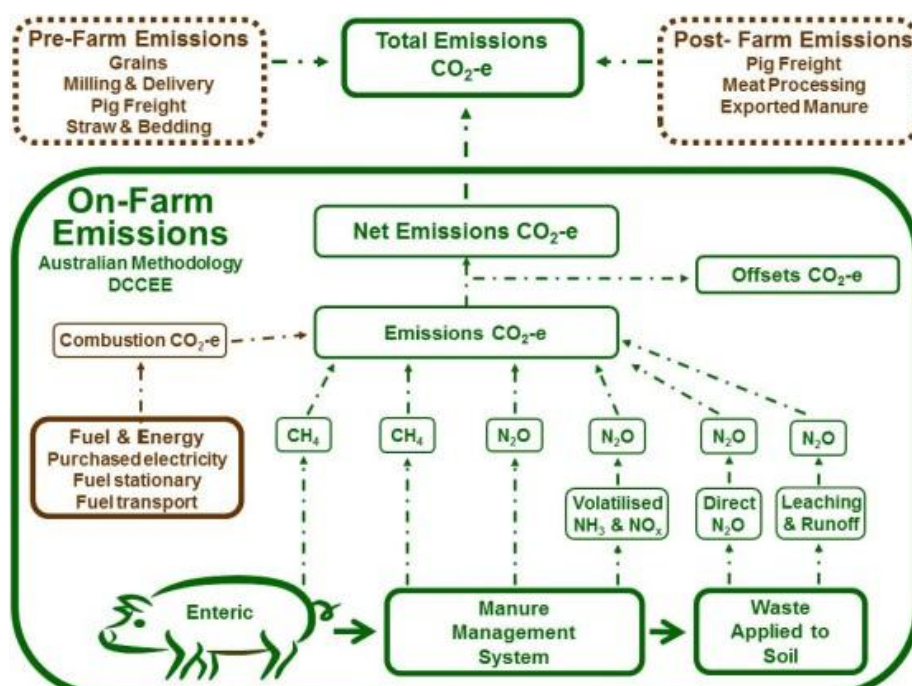 Pre-Farm Emissions
Grains
Milling & Delivery
Pig Freight
Straw & Bedding
Total Emissions
CO₂-e
Post- Farm Emissions
Pig Freight
Meat Processing
Exported Manure
On-Farm
Emissions
Australian Methodology
DCCEE
Net Emissions CO₂-e
Offsets CO₂-e
Combustion CO₂-e
Emissions CO₂-e
Fuel & Energy
Purchased electricity
Fuel stationary
Fuel transport
CH₄
CH₄
N₂O
N₂O
N₂O
N₂O
Volatilised
NH₃ & NOₓ
Direct
N₂O
Leaching
& Runoff
Enteric
Manure
Management
System
Waste
Applied to
Soil